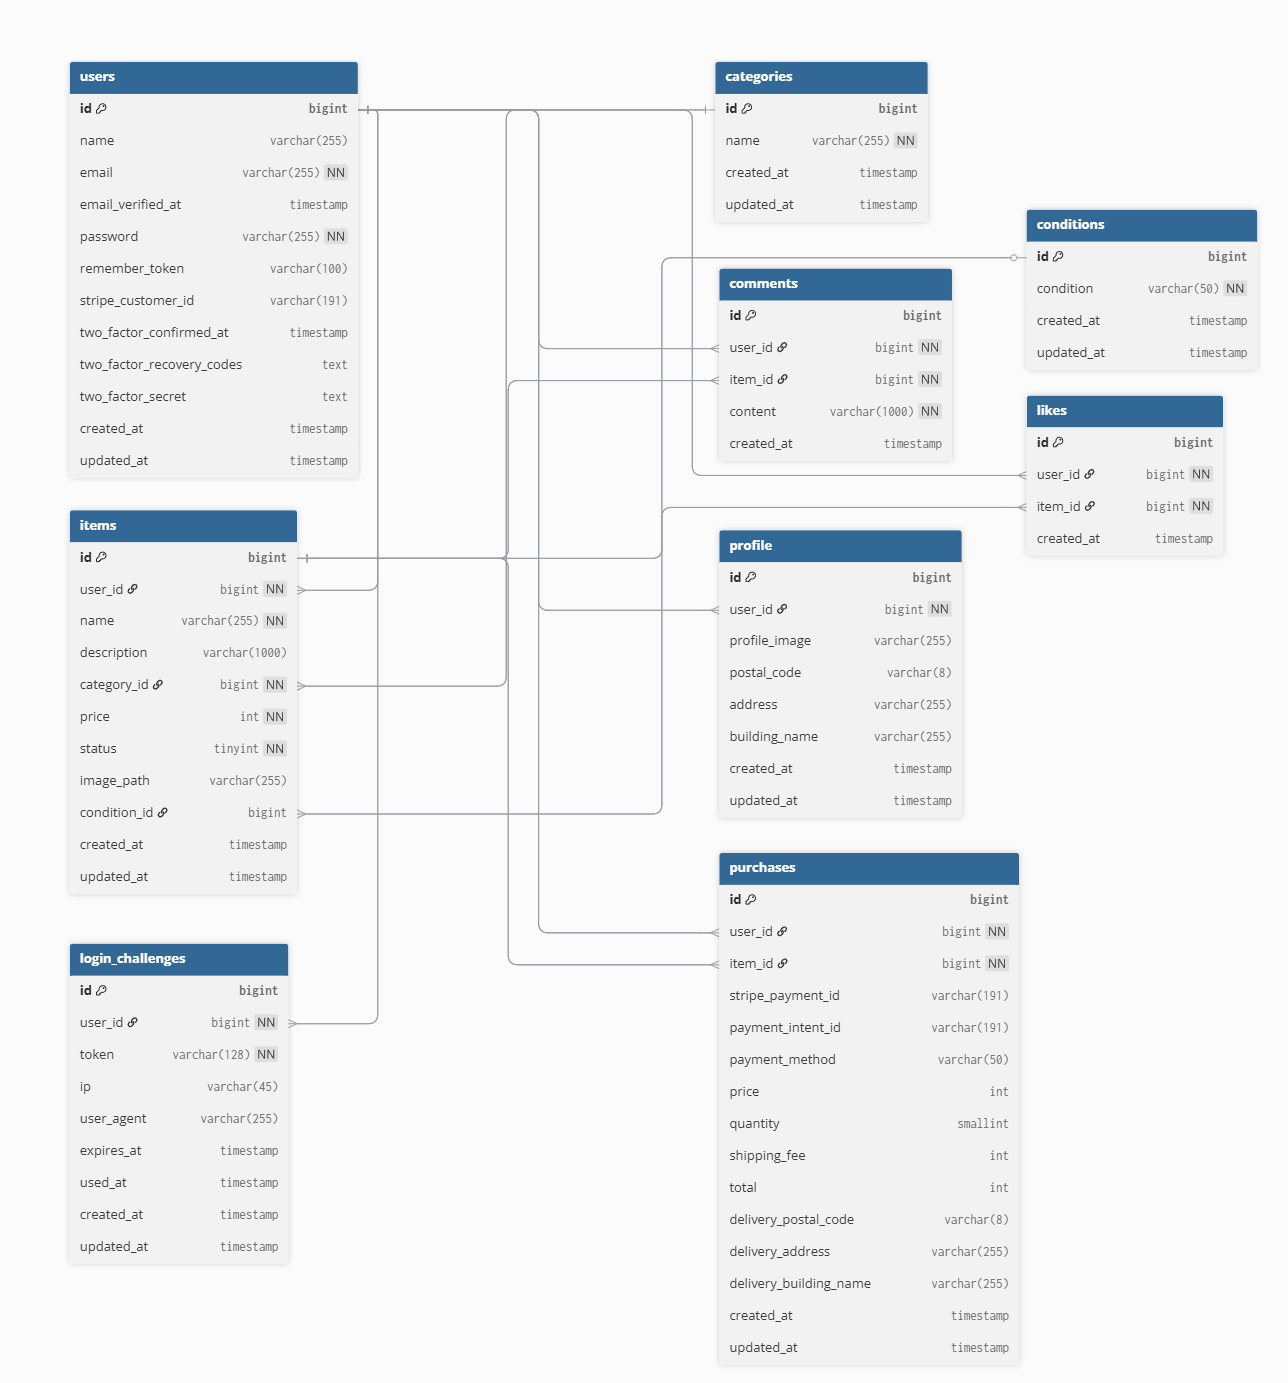 users
id bigint
name varchar(255)
email varchar(255) NN
email_verified_at timestamp
password varchar(255) NN
remember_token varchar(100)
stripe_customer_id varchar(191)
two_factor_confirmed_at timestamp
two_factor_recovery_codes text
two_factor_secret text
created_at timestamp
updated_at timestamp
items
id bigint
user_id bigint NN
name varchar(255) NN
description varchar(1000)
category_id bigint NN
price int NN
status tinyint NN
image_path varchar(255)
condition_id bigint
created_at timestamp
updated_at timestamp
login_challenges
id bigint
user_id bigint NN
token varchar(128) NN
ip varchar(45)
user_agent varchar(255)
expires_at timestamp
used_at timestamp
created_at timestamp
updated_at timestamp
categories
id bigint
name varchar(255) NN
created_at timestamp
updated_at timestamp
comments
id bigint
user_id bigint NN
item_id bigint NN
content varchar(1000) NN
created_at timestamp
profile
id bigint
user_id bigint NN
profile_image varchar(255)
postal_code varchar(8)
address varchar(255)
building_name varchar(255)
created_at timestamp
updated_at timestamp
purchases
id bigint
user_id bigint NN
item_id bigint NN
stripe_payment_id varchar(191)
payment_intent_id varchar(191)
payment_method varchar(50)
price int
quantity smallint
shipping_fee int
total int
delivery_postal_code varchar(8)
delivery_address varchar(255)
delivery_building_name varchar(255)
created_at timestamp
updated_at timestamp
conditions
id bigint
condition varchar(50) NN
created_at timestamp
updated_at timestamp
likes
id bigint
user_id bigint NN
item_id bigint NN
created_at timestamp